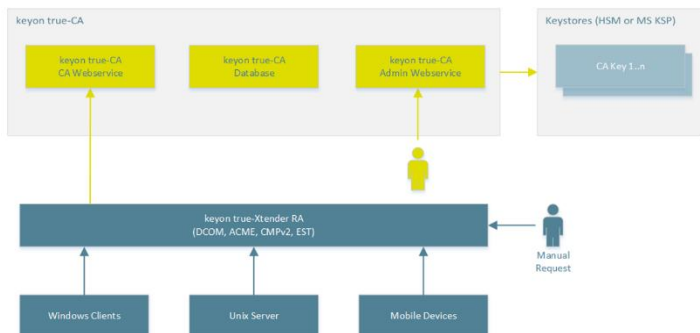 keyon true-CA
Keystores (HSM or MS KSP)
keyon true-CA
CA Webservice
keyon true-CA
Database
keyon true-CA
Admin Webservice
CA Key 1...n
keyon true-Xtender RA
(DCOM, ACME, CMPv2, EST)
Manual
Request
Windows Clients
Unix Server
Mobile Devices